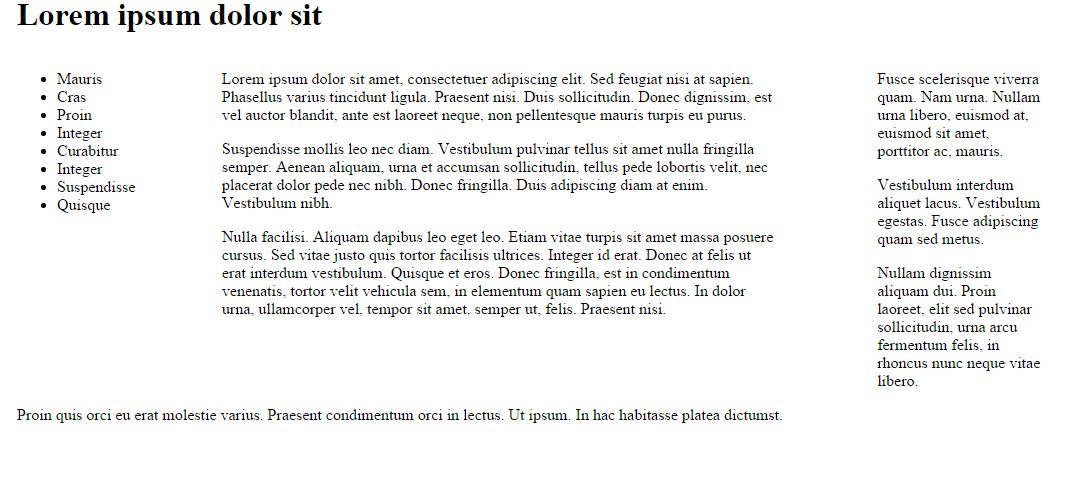 Lorem ipsum dolor sit
Mauris
Cras
Proin
Integer
Curabitur
Integer
Suspendisse
Quisque
Lorem ipsum dolor sit amet, consectetuer adipiscing elit. Sed feugiat nisi at sapien.
Phasellus varius tincidunt ligula. Praesent nisi. Duis sollicitudin. Donec dignissim, est
vel auctor blandit, ante est laoreet neque, non pellentesque mauris turpis eu purus.
Suspendisse mollis leo nec diam. Vestibulum pulvinar tellus sit amet nulla fringilla
semper. Aenean aliquam, urna et accumsan sollicitudin, tellus pede lobortis velit, nec
placerat dolor pede nec nibh. Donec fringilla. Duis adipiscing diam at enim.
Vestibulum nibh.
Nulla facilisi. Aliquam dapibus leo eget leo. Etiam vitae turpis sit amet massa posuere
cursus. Sed vitae justo quis tortor facilisis ultrices. Integer id erat. Donec at felis ut
erat interdum vestibulum. Quisque et eros. Donec fringilla, est in condimentum
venenatis, tortor velit vehicula sem, in elementum quam sapien eu lectus. In dolor
urna, ullamcorper vel, tempor sit amet, semper ut, felis. Praesent nisi.
Fusce scelerisque viverra
quam. Nam urna. Nullam
urna libero, euismod at,
euismod sit amet,
porttitor ac, mauris.
Vestibulum interdum
aliquet lacus. Vestibulum
egestas. Fusce adipiscing
quam sed metus.
Nullam dignissim
aliquam dui. Proin
laoreet, elit sed pulvinar
sollicitudin, urna arcu
fermentum felis, in
rhoncus nunc neque vitae
libero.
Proin quis orci eu erat molestie varius. Praesent condimentum orci in lectus. Ut ipsum. In hac habitasse platea dictumst.